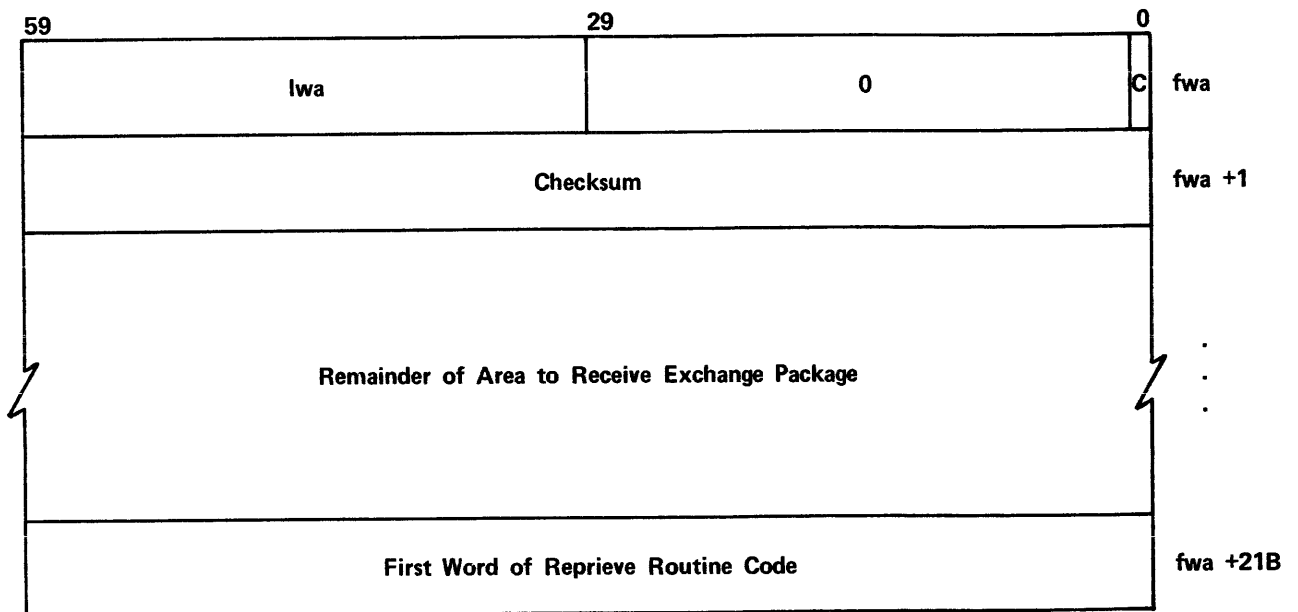 59 29 0
lwa 0 C fwa
Checksum fwa +1
Remainder of Area to Receive Exchange Package
First Word of Reprieve Routine Code fwa +21B